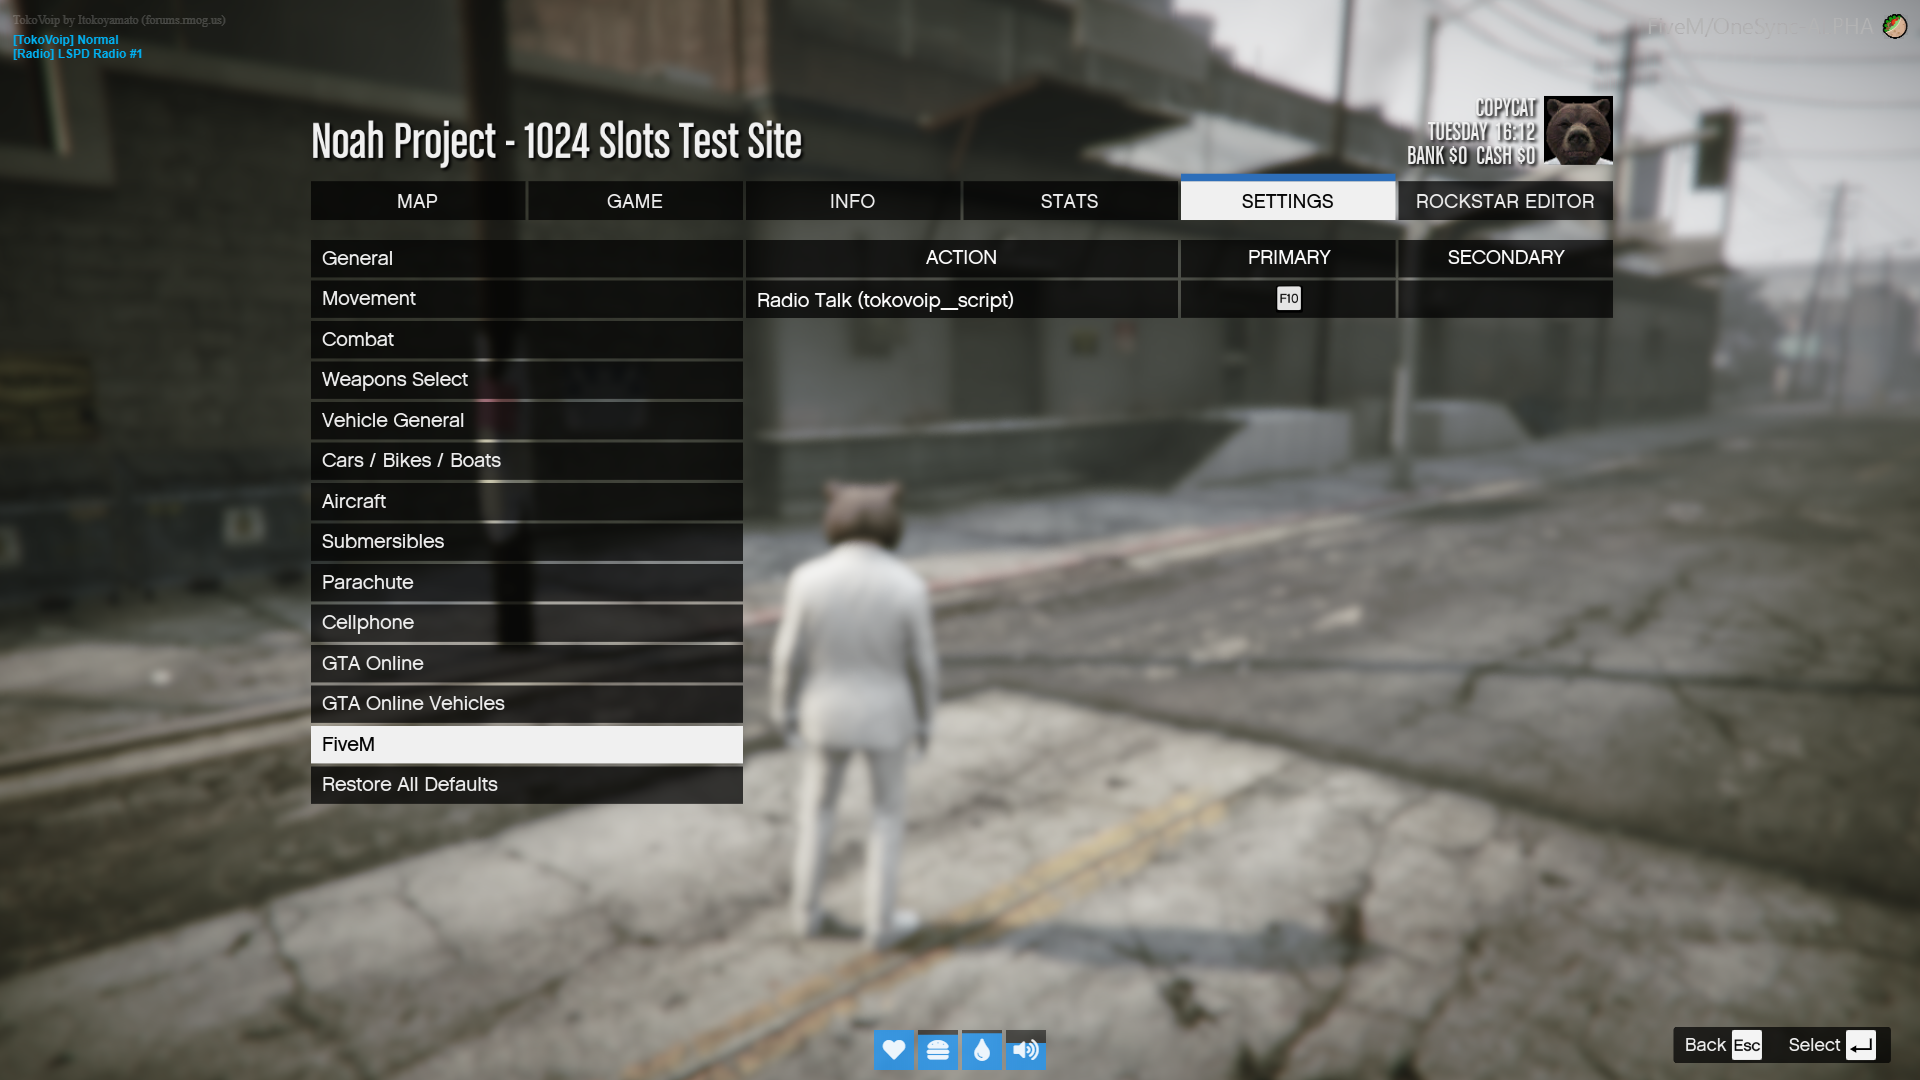 TokoVoip by Itokoyamato (forums.rmog.us)
[TokoVoip] Normal
[Radio] LSPD Radio #1
FiveM/OneSync
Noah Project - 1024 Slots Test Site
COPYCAT
TUESDAY 16:12
BANK $0 CASH $0
MAP GAME INFO STATS SETTINGS ROCKSTAR EDITOR
General
Movement
Combat
Weapons Select
Vehicle General
Cars / Bikes / Boats
Aircraft
Submersibles
Parachute
Cellphone
GTA Online
GTA Online Vehicles
FiveM
Restore All Defaults
ACTION PRIMARY SECONDARY
Radio Talk (tokovoip_script) F10
Back Esc Select